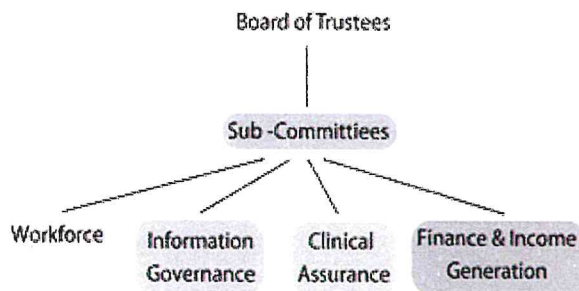 Board of Trustees
Sub -Committiees
Workforce
Information
Governance
Clinical
Assurance
Finance & Income
Generation